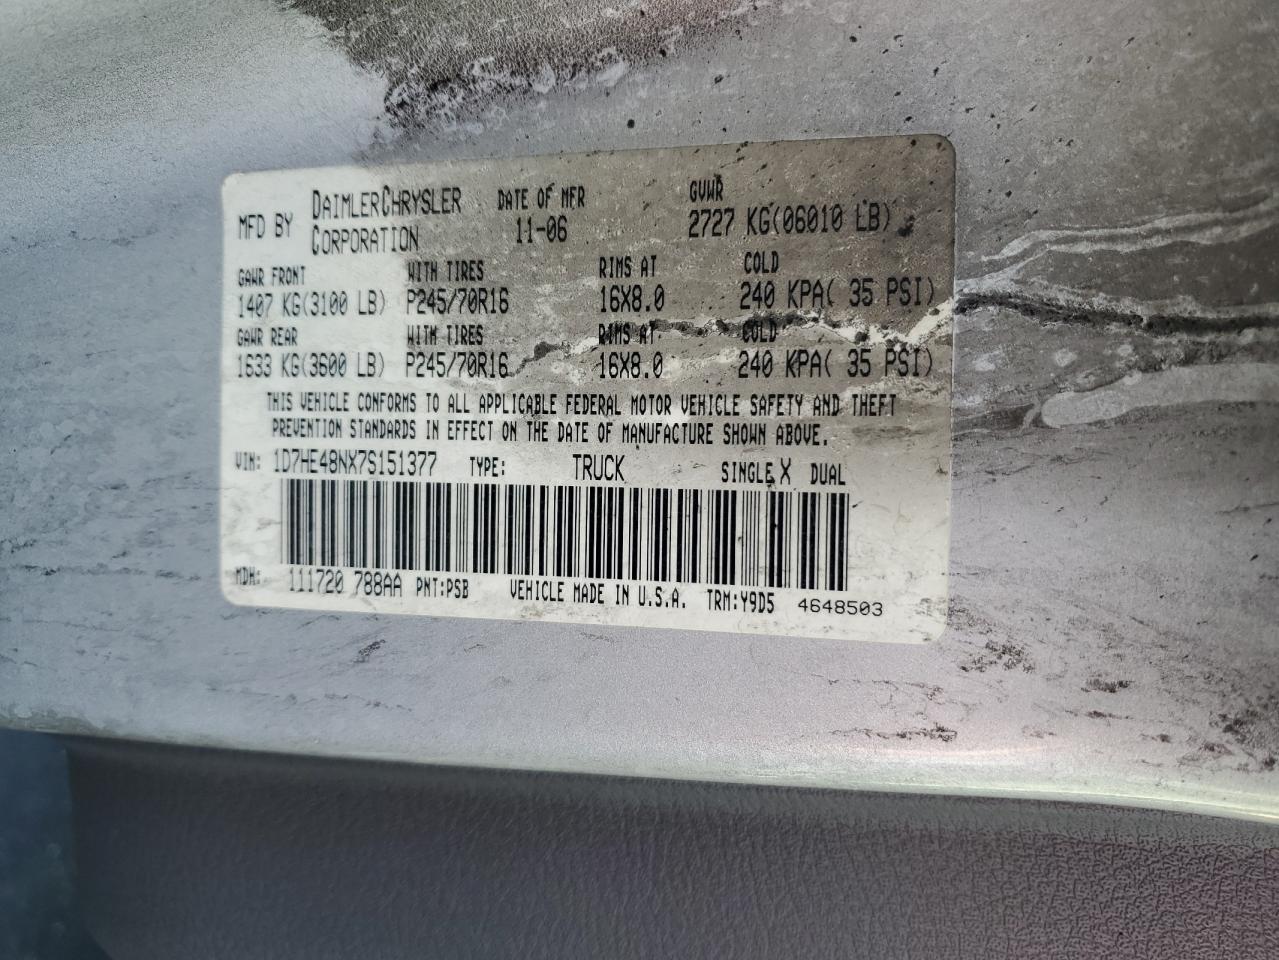 MFD BY DAIMLERCHRYSLER CORPORATION DATE OF MFR 11-06 GVWR 2727 KG(06010 LB)
GAWR FRONT WITH TIRES RIMS AT COLD
1407 KG(3100 LB) P245/70R16 16X8.0 240 KPA( 35 PSI)
GAWR REAR WITH TIRES RIMS AT COLD
1633 KG(3600 LB) P245/70R16 16X8.0 240 KPA( 35 PSI)
THIS VEHICLE CONFORMS TO ALL APPLICABLE FEDERAL MOTOR VEHICLE SAFETY AND THEFT
PREVENTION STANDARDS IN EFFECT ON THE DATE OF MANUFACTURE SHOWN ABOVE.
VIN: 1D7HE48NX7S151377 TYPE: TRUCK SINGLE X DUAL
MDH: 111720 788AA PNT:PSB VEHICLE MADE IN U.S.A. TRM:Y9D5 4648503